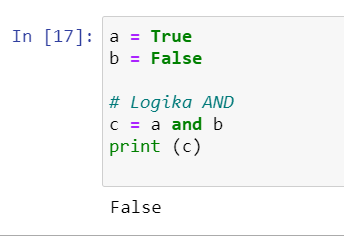 In [17]: a = True
b = False
# Logika AND
c = a and b
print (c)
False